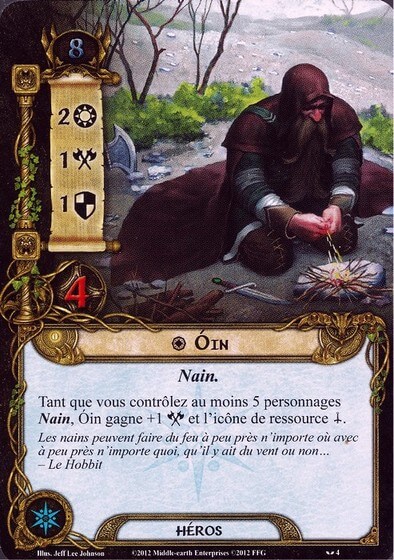 8
2
1
1
4
ÓIN
Nain.
Tant que vous contrôlez au moins 5 personnages
Nain, Óin gagne +1 et l'icône de ressource .
Les nains peuvent faire du feu à peu près n'importe où avec
à peu près n'importe quoi, qu'il y ait du vent ou non…
– Le Hobbit
HÉROS
Illus. Jeff Lee Johnson ©2012 Middle-earth Enterprises ©2012 FFG 4